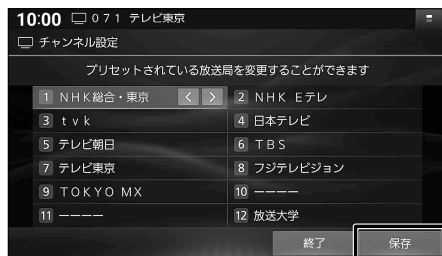 10:00 071 テレビ東京
チャンネル設定
プリセットされている放送局を変更することができます
1 NHK総合・東京 < > 2 NHK Eテレ
3 tvk 4 日本テレビ
5 テレビ朝日 6 TBS
7 テレビ東京 8 フジテレビジョン
9 TOKYO MX 10 ーーーー
11 ーーーー 12 放送大学
終了 保存